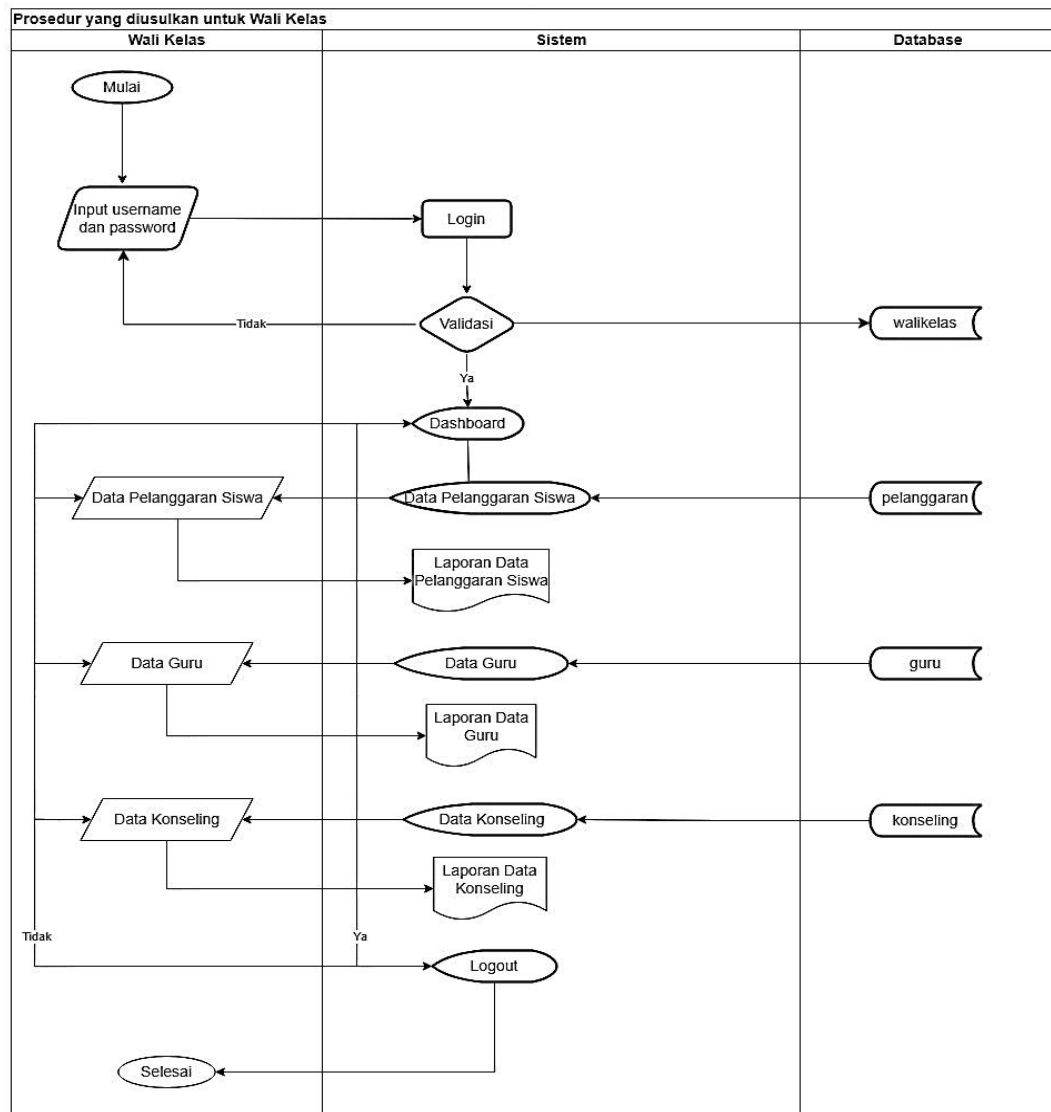 Prosedur yang diusulkan untuk Wali Kelas
Wali Kelas
Sistem
Database
Mulai
Input username
dan password
Login
Validasi
Tidak
walikelas
Ya
Dashboard
Data Pelanggaran Siswa
Data Pelanggaran Siswa
pelanggaran
Laporan Data
Pelanggaran Siswa
Data Guru
Data Guru
guru
Laporan Data
Guru
Data Konseling
Data Konseling
konseling
Laporan Data
Konseling
Tidak
Ya
Logout
Selesai